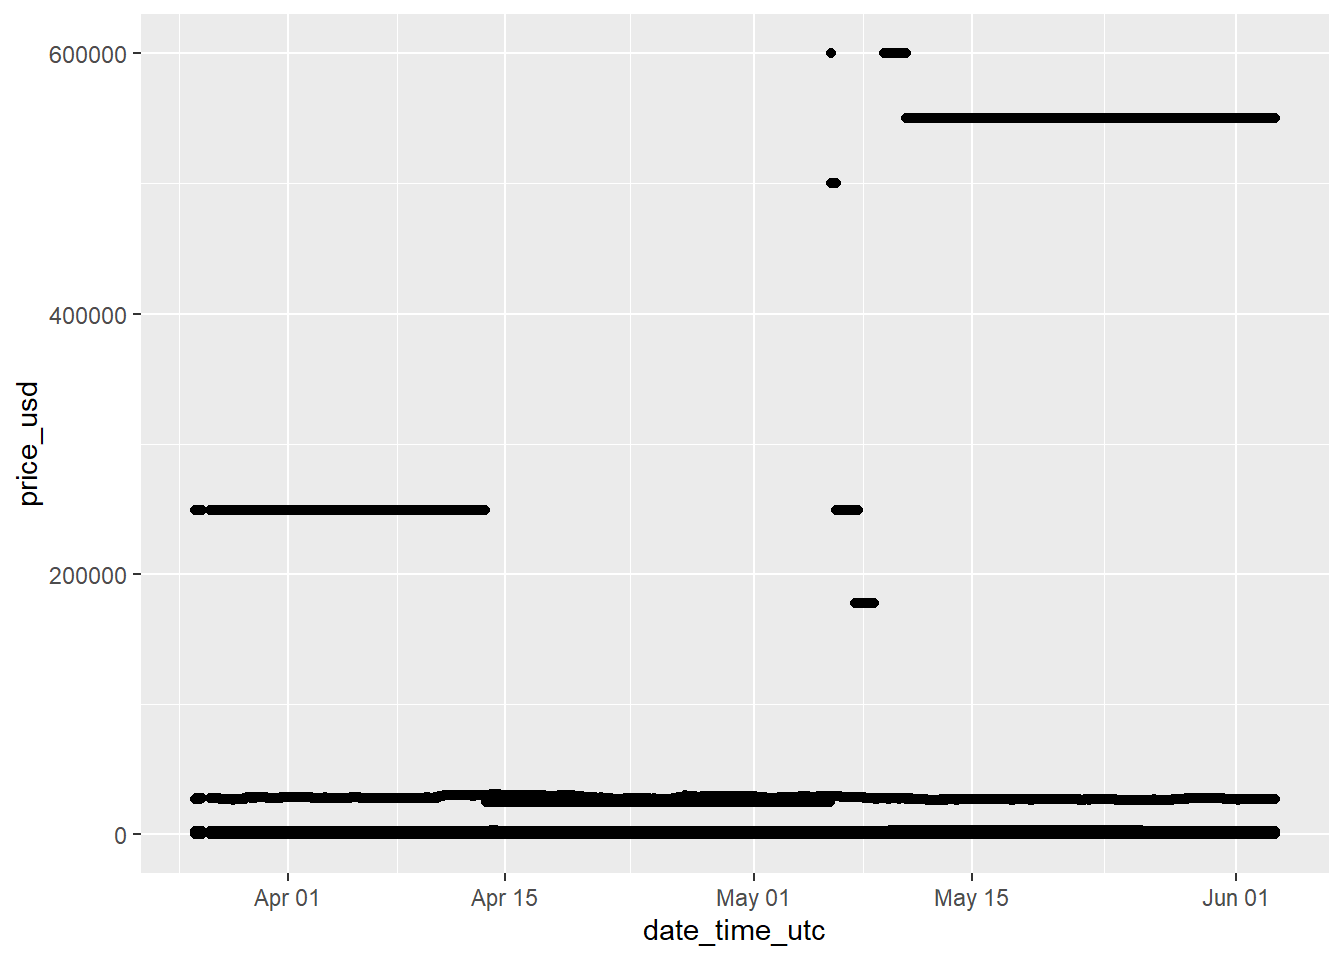 600000
400000
200000
0
price_usd
Apr 01
Apr 15
May 01
May 15
Jun 01
date_time_utc